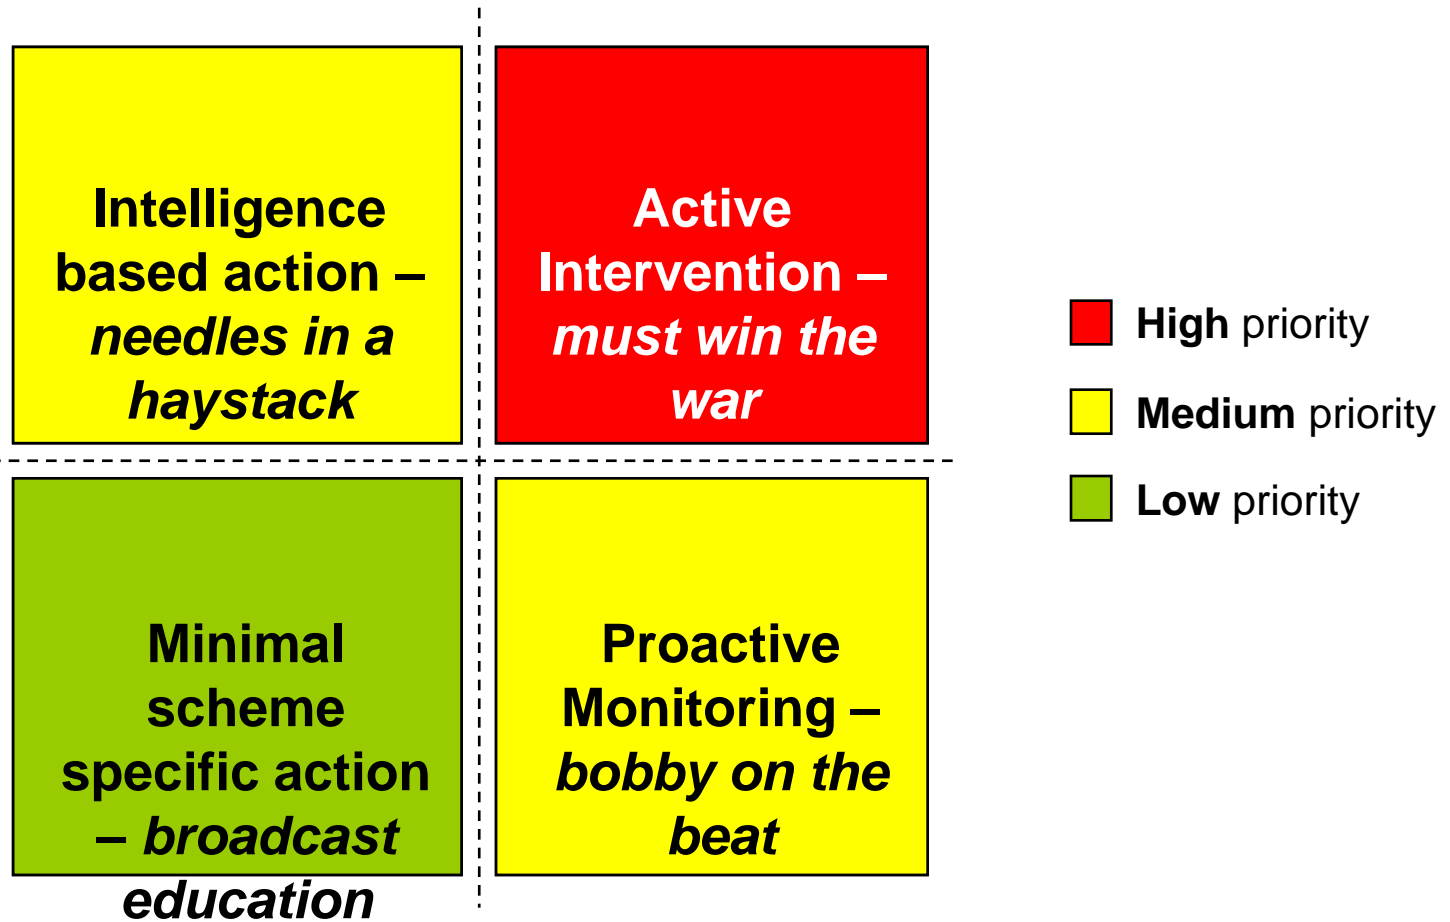 Intelligence
based action –
needles in a
haystack
Active
Intervention –
must win the
war
Minimal
scheme
specific action
– broadcast
education
Proactive
Monitoring –
bobby on the
beat
High priority
Medium priority
Low priority